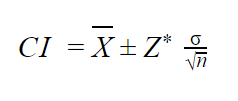 CI = X̅ ± Z* σ/√n